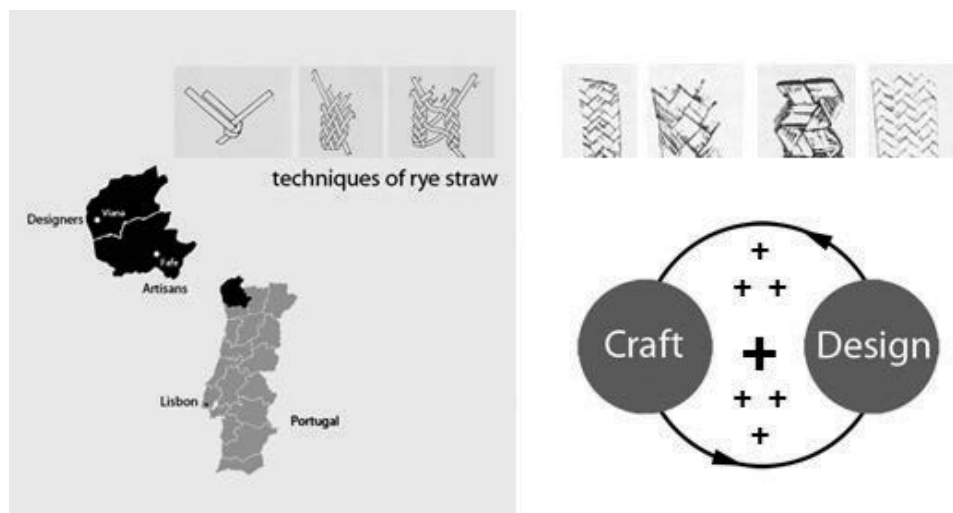 techniques of rye straw
Designers
Viana
Fafe
Artisans
Lisbon
Portugal
+
+ +
Craft + Design
+ +
+